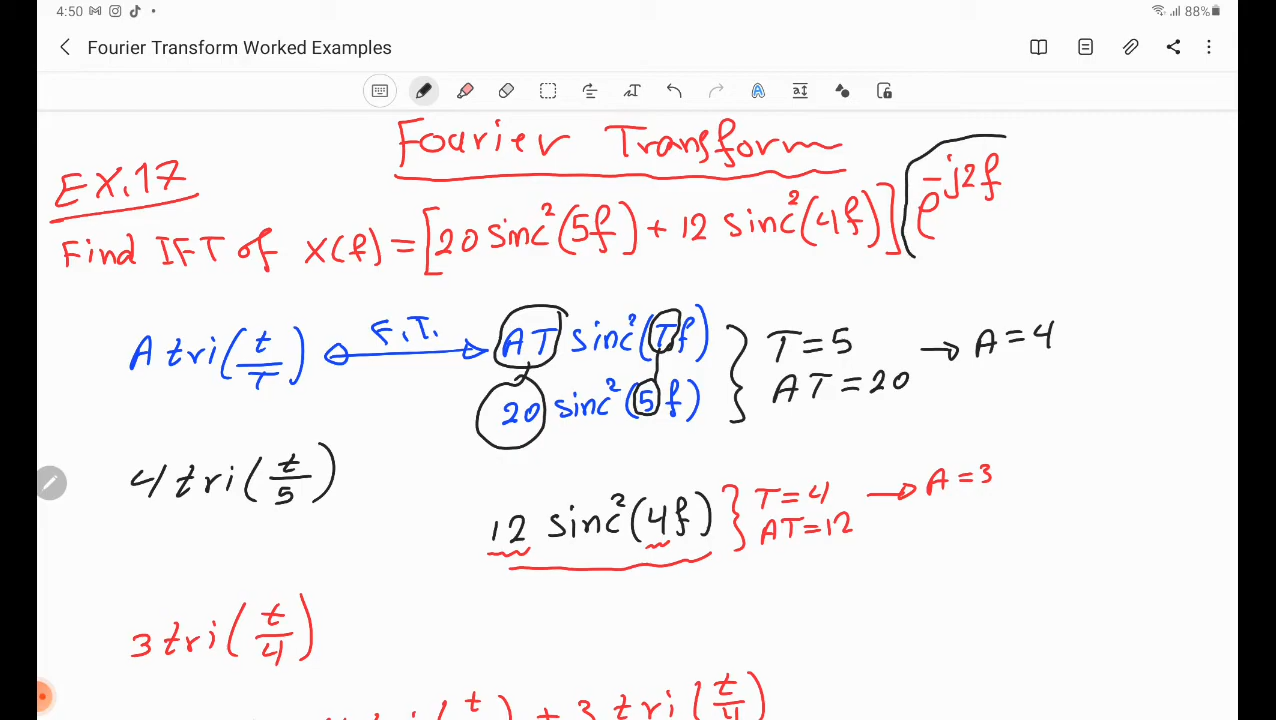 4:50
88%
Fourier Transform Worked Examples
Fourier Transform
EX.17
Find IFT of X(f) = [20 sinc²(5f) + 12 sinc²(4f)] e^-j2f
A tri(t/T) F.T. AT sinc²(Tf) } T=5 → A=4
20 sinc²(5f) AT=20
4 tri(t/5)
12 sinc²(4f) } T=4 → A=3
AT=12
3 tri(t/4)
t/ ) + 3 tri(t/4)